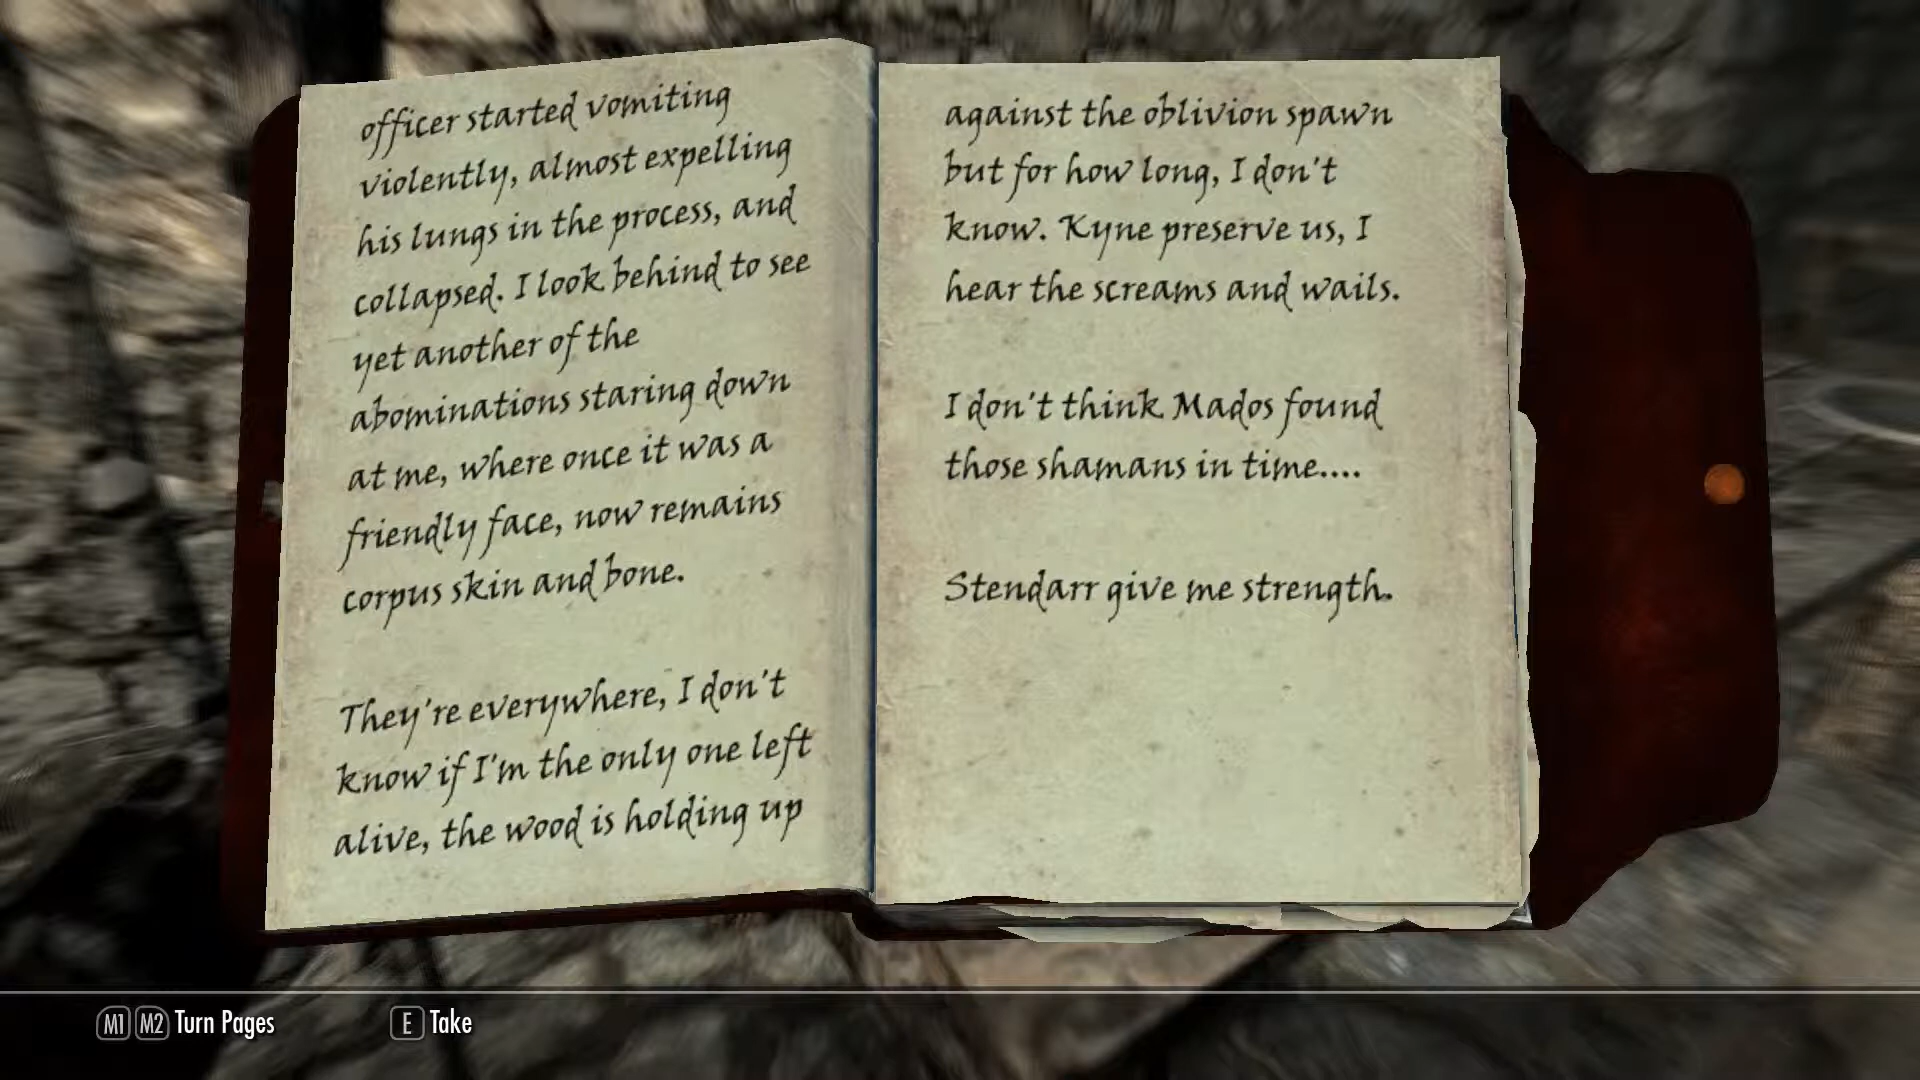 officer started vomiting
violently, almost expelling
his lungs in the process, and
collapsed. I look behind to see
yet another of the
abominations staring down
at me, where once it was a
friendly face, now remains
corpus skin and bone.
They're everywhere, I don't
know if I'm the only one left
alive, the wood is holding up
against the oblivion spawn
but for how long, I don't
know. Kyne preserve us, I
hear the screams and wails.
I don't think Mados found
those shamans in time....
Stendarr give me strength.
M1 M2 Turn Pages
E Take